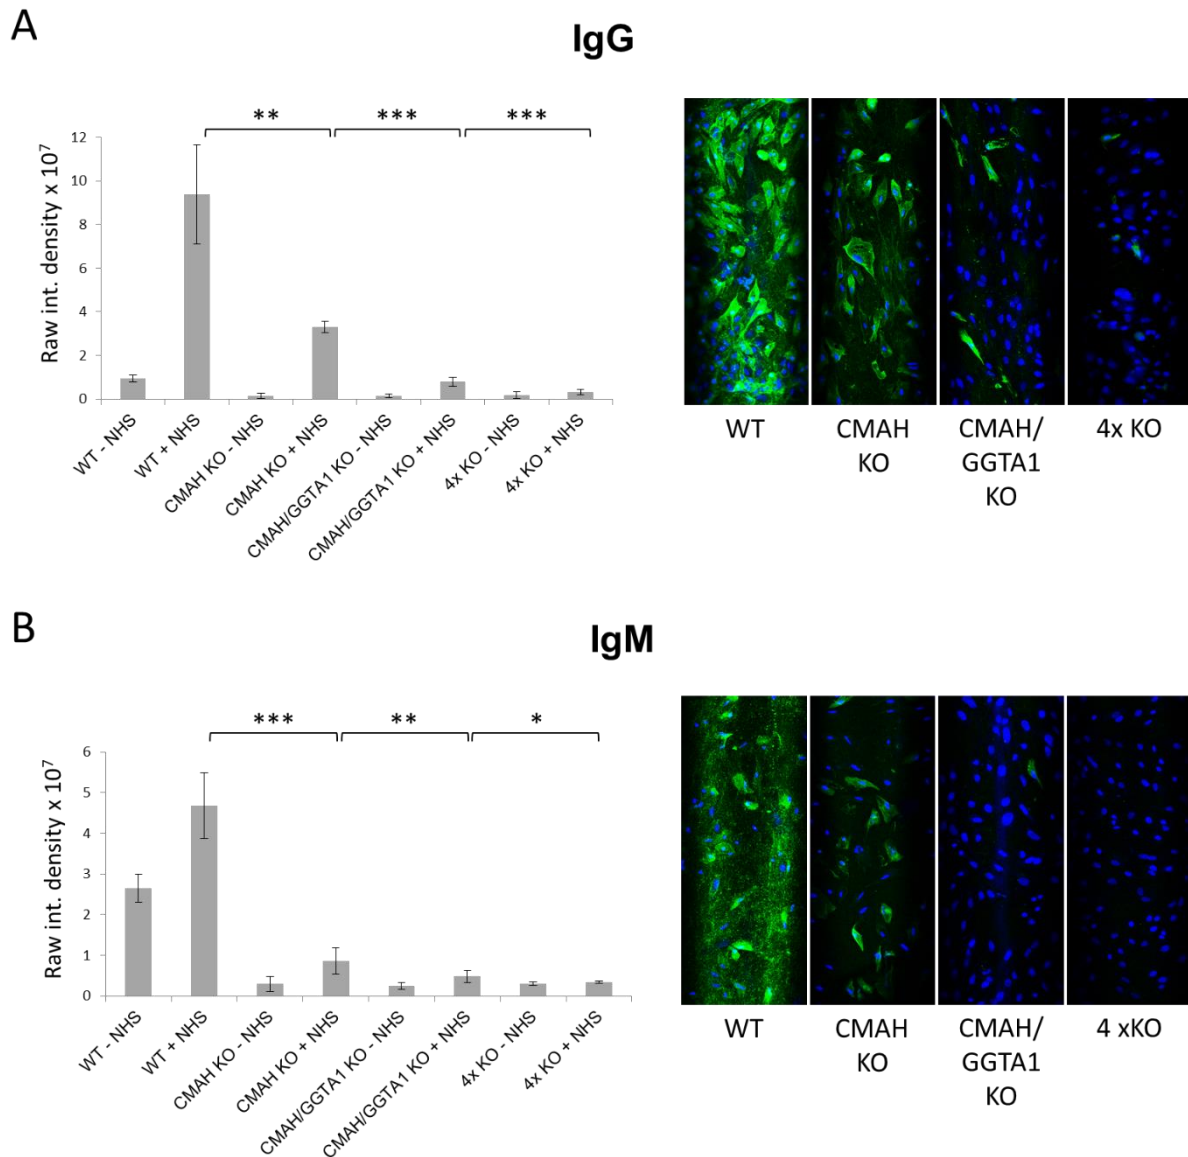 A
IgG
** *** ***
Raw int. density x 10⁷
12
10
8
6
4
2
0
WT - NHS
WT + NHS
CMAH KO - NHS
CMAH KO + NHS
CMAH/GGTA1 KO - NHS
CMAH/GGTA1 KO + NHS
4x KO - NHS
4x KO + NHS
WT
CMAH
KO
CMAH/
GGTA1
KO
4x KO
B
IgM
*** ** *
Raw int. density x 10⁷
6
5
4
3
2
1
0
WT - NHS
WT + NHS
CMAH KO - NHS
CMAH KO + NHS
CMAH/GGTA1 KO - NHS
CMAH/GGTA1 KO + NHS
4x KO - NHS
4x KO + NHS
WT
CMAH
KO
CMAH/
GGTA1
KO
4 xKO